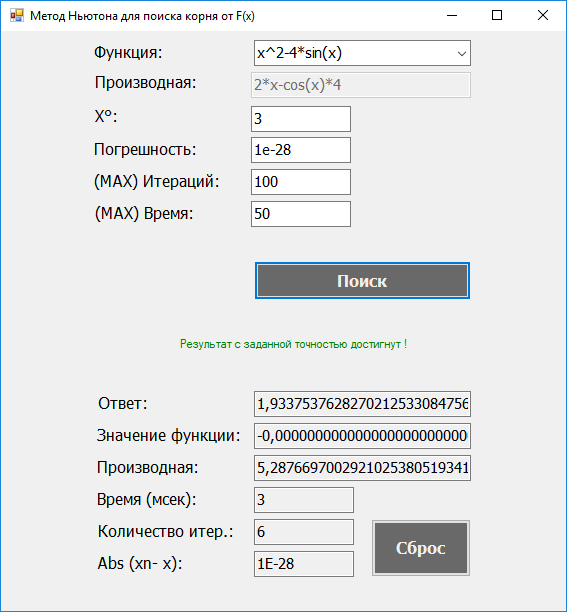 Метод Ньютона для поиска корня от F(x)
Функция: x^2-4*sin(x)
Производная: 2*x-cos(x)*4
X°: 3
Погрешность: 1e-28
(MAX) Итераций: 100
(MAX) Время: 50
Поиск
Результат с заданной точностью достигнут !
Ответ: 1,9337537628270212533084756
Значение функции: -0,000000000000000000000000
Производная: 5,2876697002921025380519341
Время (мсек): 3
Количество итер.: 6
Сброс
Abs (xn- x): 1E-28